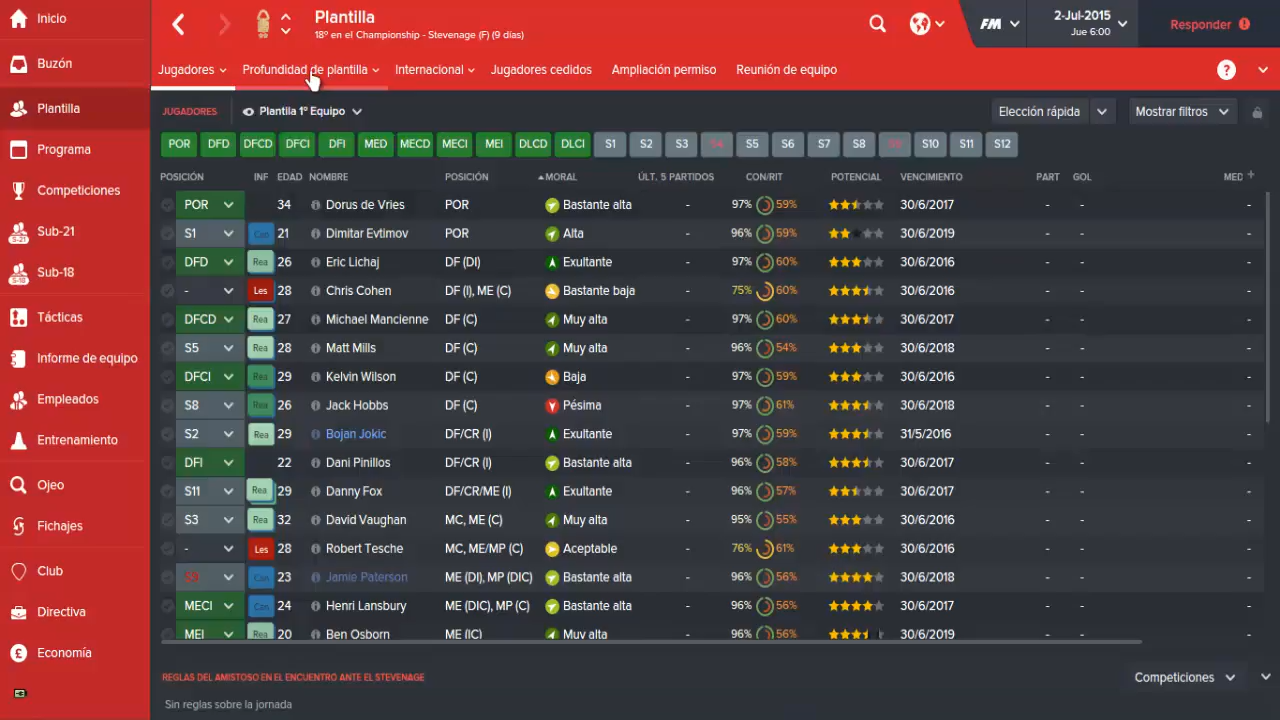 Inicio
Buzón
Plantilla
Programa
Competiciones
Sub-21
Sub-18
Tácticas
Informe de equipo
Empleados
Entrenamiento
Ojeo
Fichajes
Club
Directiva
Economía
Plantilla
18º en el Championship - Stevenage (F) (9 días)
FM
2-Jul-2015
Jue 6:00
Responder
Jugadores Profundidad de plantilla Internacional Jugadores cedidos Ampliación permiso Reunión de equipo ?
JUGADORES Plantila 1º Equipo Elección rápida Mostrar filtros
POR DFD DFCD DFCI DFI MED MECD MECI MEI DLCD DLCI S1 S2 S3 S4 S5 S6 S7 S8 S9 S10 S11 S12
POSICIÓN INF EDAD NOMBRE POSICIÓN MORAL ÚLT. 5 PARTIDOS CON/RIT POTENCIAL VENCIMIENTO PART GOL MED +
POR 34 Dorus de Vries POR Bastante alta - 97% 59% 30/6/2017 - - -
S1 Con 21 Dimitar Evtimov POR Alta - 96% 59% 30/6/2019 - - -
DFD Rea 26 Eric Lichaj DF (DI) Exultante - 97% 60% 30/6/2016 - - -
- Les 28 Chris Cohen DF (I), ME (C) Bastante baja - 75% 60% 30/6/2016 - - -
DFCD Rea 27 Michael Mancienne DF (C) Muy alta - 97% 60% 30/6/2017 - - -
S5 Rea 28 Matt Mills DF (C) Muy alta - 96% 54% 30/6/2018 - - -
DFCI Rea 29 Kelvin Wilson DF (C) Baja - 97% 59% 30/6/2016 - - -
S8 Rea 26 Jack Hobbs DF (C) Pésima - 97% 61% 30/6/2018 - - -
S2 Rea 29 Bojan Jokic DF/CR (I) Exultante - 97% 59% 31/5/2016 - - -
DFI 22 Dani Pinillos DF/CR (I) Bastante alta - 96% 58% 30/6/2017 - - -
S11 Rea 29 Danny Fox DF/CR/ME (I) Exultante - 96% 57% 30/6/2017 - - -
S3 Rea 32 David Vaughan MC, ME (C) Muy alta - 95% 55% 30/6/2016 - - -
- Les 28 Robert Tesche MC, ME/MP (C) Aceptable - 76% 61% 30/6/2016 - - -
S9 Con 23 Jamie Paterson ME (DI), MP (DIC) Bastante alta - 96% 56% 30/6/2018 - - -
MECI Con 24 Henri Lansbury ME (DIC), MP (C) Bastante alta - 96% 56% 30/6/2017 - - -
MEI Rea 20 Ben Osborn ME (IC) Muy alta - 96% 56% 30/6/2019 - - -
REGLAS DEL AMISTOSO EN EL ENCUENTRO ANTE EL STEVENAGE Competiciones
Sin reglas sobre la jornada